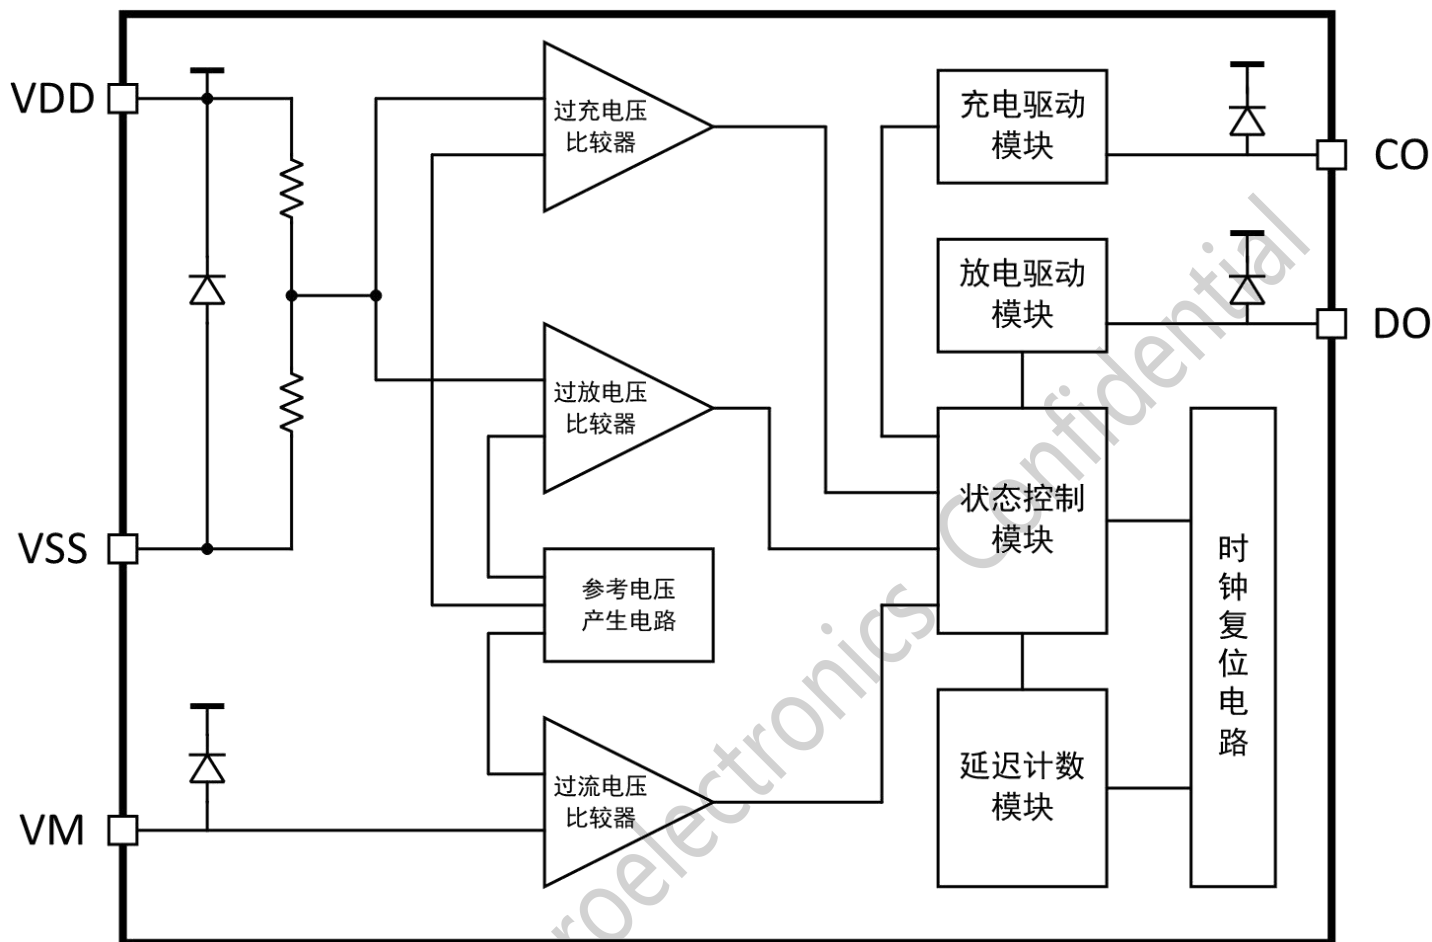 VDD
过充电压
比较器
充电驱动
模块
CO
放电驱动
模块
DO
过放电压
比较器
状态控制
模块
VSS
参考电压
产生电路
时钟复位电路
过流电压
比较器
延迟计数
模块
VM
roelectronics Confidential